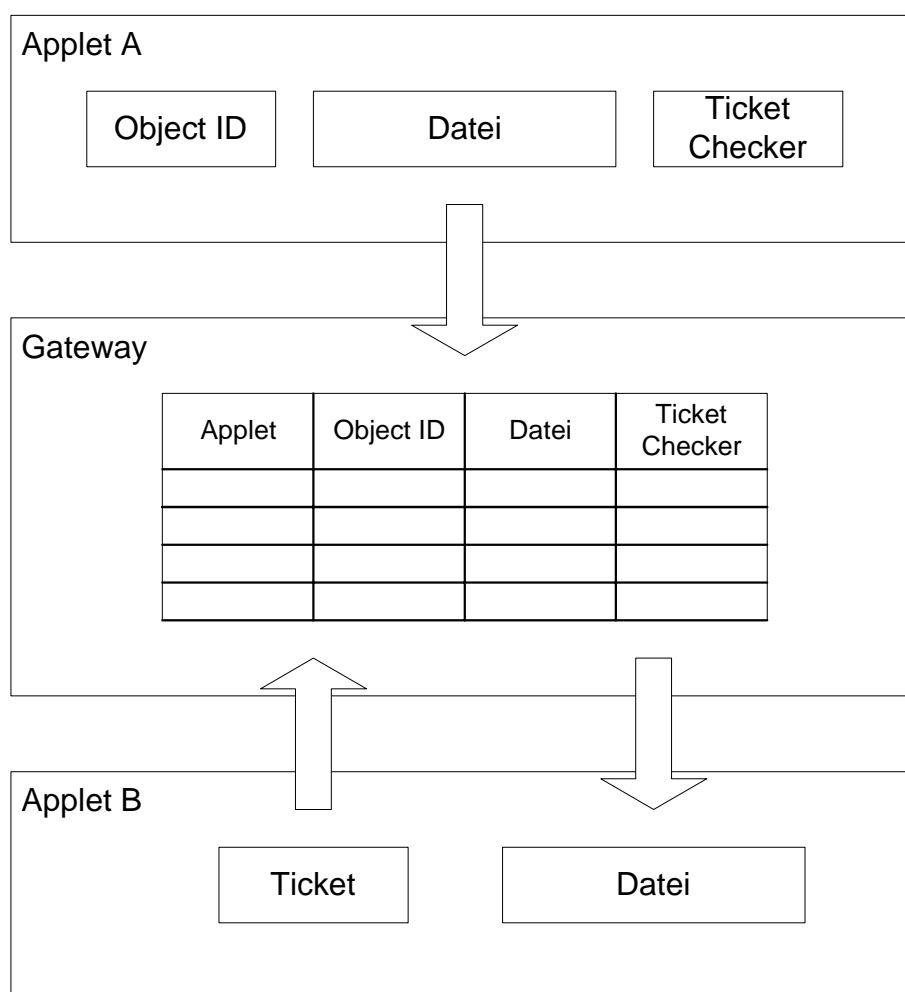 Applet A
Object ID
Datei
Ticket
Checker
Gateway
Applet
Object ID
Datei
Ticket
Checker
Applet B
Ticket
Datei